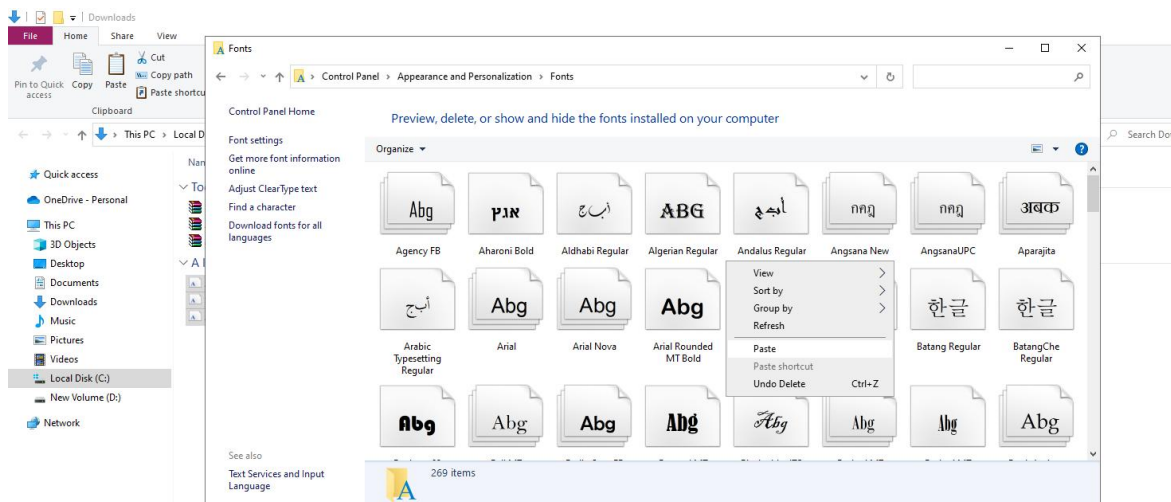 Downloads
File Home Share View
Pin to Quick access
Copy
Paste
Cut
Copy path
Paste shortcu
Clipboard
This PC > Local D
Search Dov
Quick access
OneDrive - Personal
This PC
3D Objects
Desktop
Documents
Downloads
Music
Pictures
Videos
Local Disk (C:)
New Volume (D:)
Network
Nan
To
A l
Fonts
Control Panel > Appearance and Personalization > Fonts
Control Panel Home
Font settings
Get more font information
online
Adjust ClearType text
Find a character
Download fonts for all
languages
See also
Text Services and Input
Language
Preview, delete, or show and hide the fonts installed on your computer
Organize
Abg אבץ أب ج ABG أب ج กคฎ กคฎ अबक
Agency FB Aharoni Bold Aldhabi Regular Algerian Regular Andalus Regular Angsana New AngsanaUPC Aparajita
أب ج Abg Abg Abg 한글 한글
Arabic Typesetting Regular
Arial
Arial Nova
Arial Rounded MT Bold
Batang Regular
BatangChe Regular
View
Sort by
Group by
Refresh
Paste
Paste shortcut
Undo Delete Ctrl+Z
Abg Abg Abg Abg Abg Abg Abg Abg
269 items